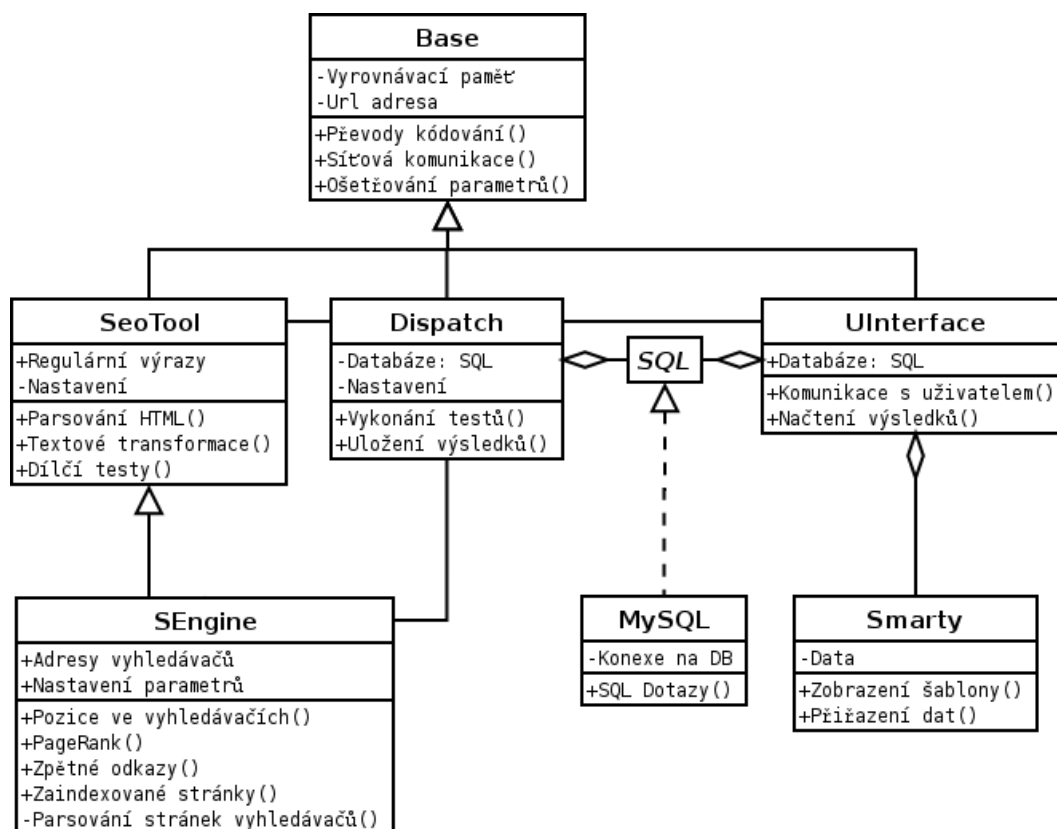 Base
-Vyrovnávací paměť
-Url adresa
+Převody kódování()
+Síťová komunikace()
+Ošetřování parametrů()
SeoTool
+Regulární výrazy
-Nastavení
+Parsování HTML()
+Textové transformace()
+Dílčí testy()
Dispatch
-Databáze: SQL
-Nastavení
+Vykonání testů()
+Uložení výsledků()
SQL
UInterface
+Databáze: SQL
+Komunikace s uživatelem()
+Načtení výsledků()
SEngine
+Adresy vyhledávačů
+Nastavení parametrů
+Pozice ve vyhledávačích()
+PageRank()
+Zpětné odkazy()
+Zaindexované stránky()
-Parsování stránek vyhledávačů()
MySQL
-Konexe na DB
+SQL Dotazy()
Smarty
-Data
+Zobrazení šablony()
+Přiřazení dat()